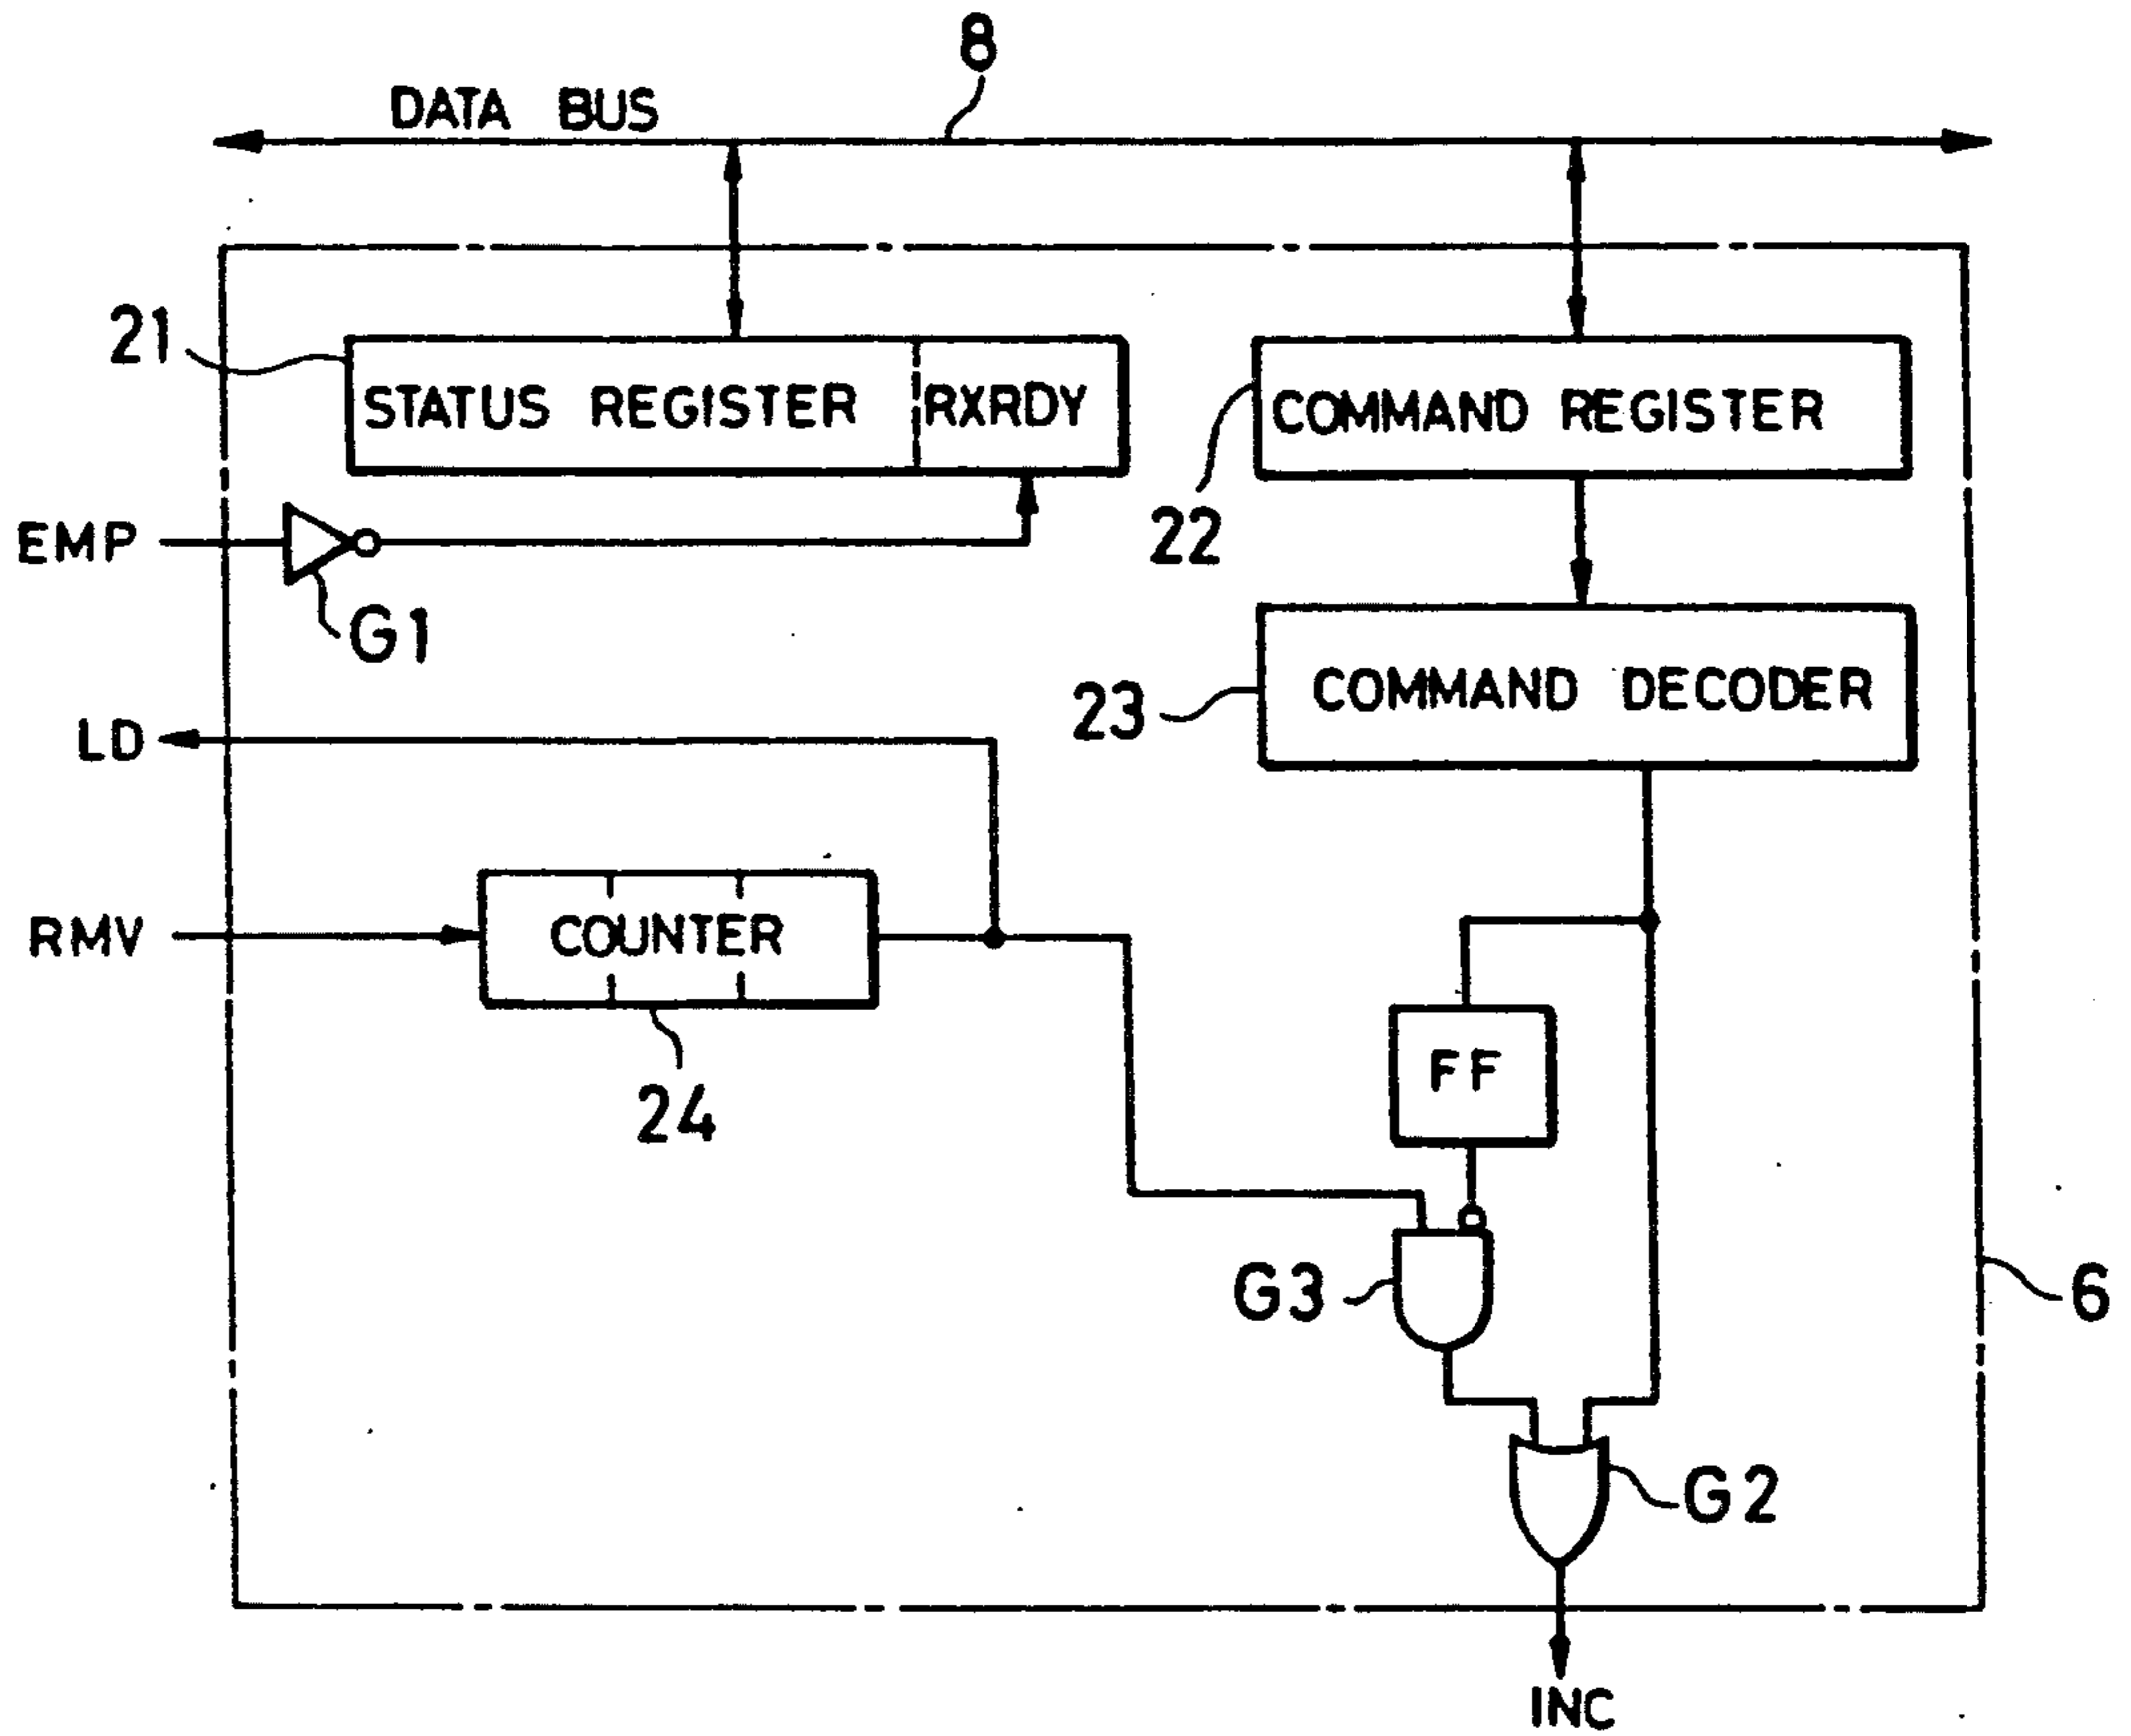 8
DATA BUS
21
STATUS REGISTER RXRDY
COMMAND REGISTER
22
EMP
G1
COMMAND DECODER
23
LD
RMV
COUNTER
24
FF
G3
6
G2
INC